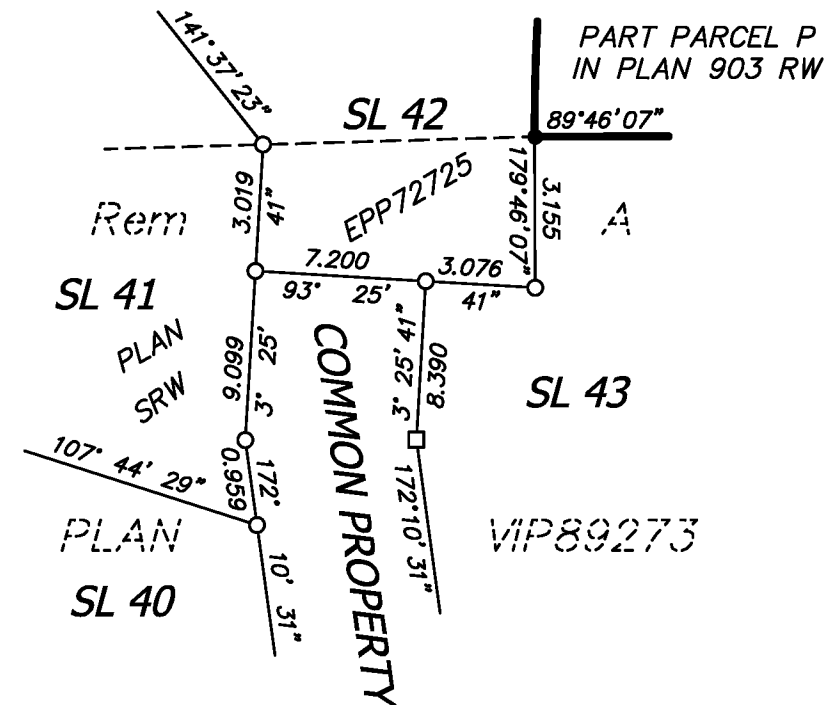 141° 37' 23"
PART PARCEL P
IN PLAN 903 RW
SL 42
89°46'07"
3.019
41"
EPP72725
179°46'07"
3.155
Rem
A
7.200
3.076
93° 25'
41"
SL 41
PLAN
SRW
9.099
3° 25'
COMMON PROPERTY
3° 25' 41"
8.390
SL 43
107° 44' 29"
0.959
172°
10' 31"
172°10' 31"
PLAN
VIP89273
SL 40